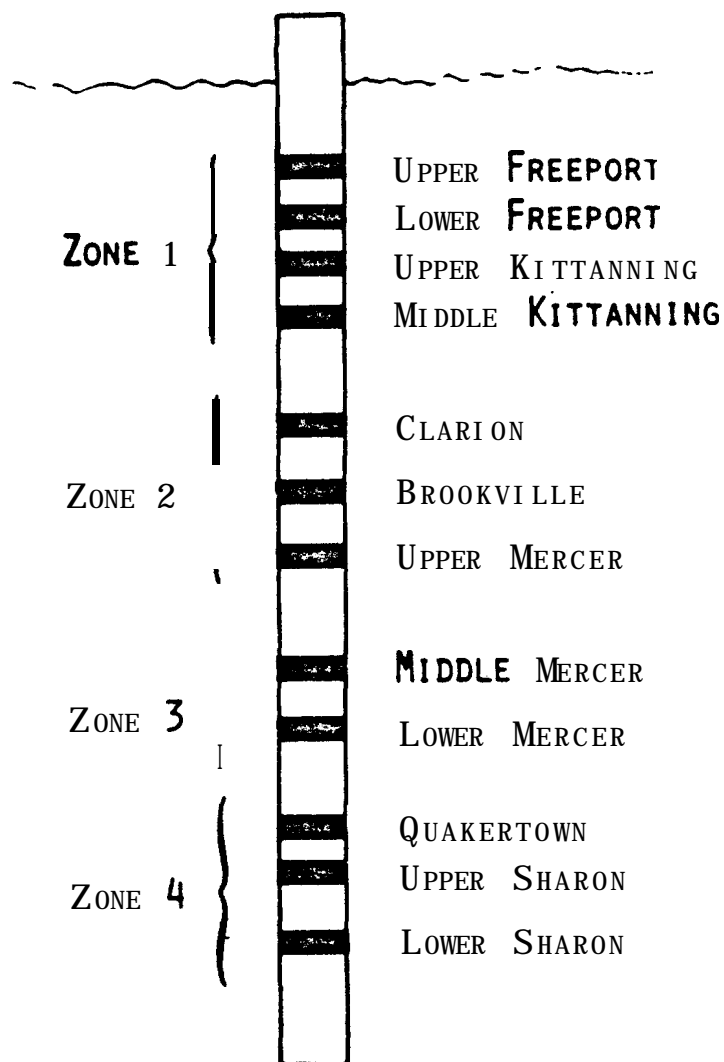 UPPER FREEPORT
LOWER FREEPORT
ZONE 1
UPPER KITTANNING
MIDDLE KITTANNING
CLARION
ZONE 2
BROOKVILLE
UPPER MERCER
MIDDLE MERCER
ZONE 3
LOWER MERCER
QUAKERTOWN
UPPER SHARON
ZONE 4
LOWER SHARON